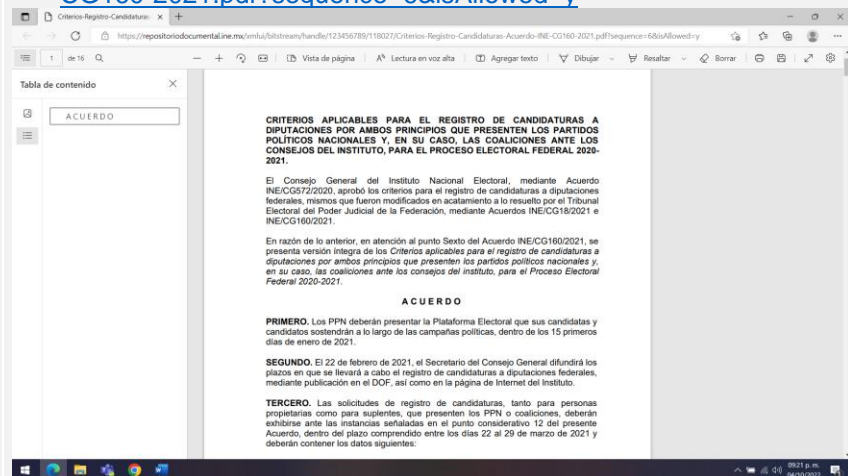 CG160-2021.pdf?sequence=6&isAllowed=y
Criterios-Registro-Candidaturas-
https://repositoriodocumental.ine.mx/xmlui/bitstream/handle/123456789/118027/Criterios-Registro-Candidaturas-Acuerdo-INE-CG160-2021.pdf?sequence=6&isAllowed=y
1 de 16 Vista de página Lectura en voz alta Agregar texto Dibujar Resaltar Borrar
Tabla de contenido
ACUERDO
CRITERIOS APLICABLES PARA EL REGISTRO DE CANDIDATURAS A
DIPUTACIONES POR AMBOS PRINCIPIOS QUE PRESENTEN LOS PARTIDOS
POLÍTICOS NACIONALES Y, EN SU CASO, LAS COALICIONES ANTE LOS
CONSEJOS DEL INSTITUTO, PARA EL PROCESO ELECTORAL FEDERAL 2020-
2021.
El Consejo General del Instituto Nacional Electoral, mediante Acuerdo
INE/CG572/2020, aprobó los criterios para el registro de candidaturas a diputaciones
federales, mismos que fueron modificados en acatamiento a lo resuelto por el Tribunal
Electoral del Poder Judicial de la Federación, mediante Acuerdos INE/CG18/2021 e
INE/CG160/2021.
En razón de lo anterior, en atención al punto Sexto del Acuerdo INE/CG160/2021, se
presenta versión íntegra de los Criterios aplicables para el registro de candidaturas a
diputaciones por ambos principios que presenten los partidos políticos nacionales y,
en su caso, las coaliciones ante los consejos del instituto, para el Proceso Electoral
Federal 2020-2021.
ACUERDO
PRIMERO. Los PPN deberán presentar la Plataforma Electoral que sus candidatas y
candidatos sostendrán a lo largo de las campañas políticas, dentro de los 15 primeros
días de enero de 2021.
SEGUNDO. El 22 de febrero de 2021, el Secretario del Consejo General difundirá los
plazos en que se llevará a cabo el registro de candidaturas a diputaciones federales,
mediante publicación en el DOF, así como en la página de Internet del Instituto.
TERCERO. Las solicitudes de registro de candidaturas, tanto para personas
propietarias como para suplentes, que presenten los PPN o coaliciones, deberán
exhibirse ante las instancias señaladas en el punto considerativo 12 del presente
Acuerdo, dentro del plazo comprendido entre los días 22 al 29 de marzo de 2021 y
deberán contener los datos siguientes:
09:21 p. m.
04/10/2022